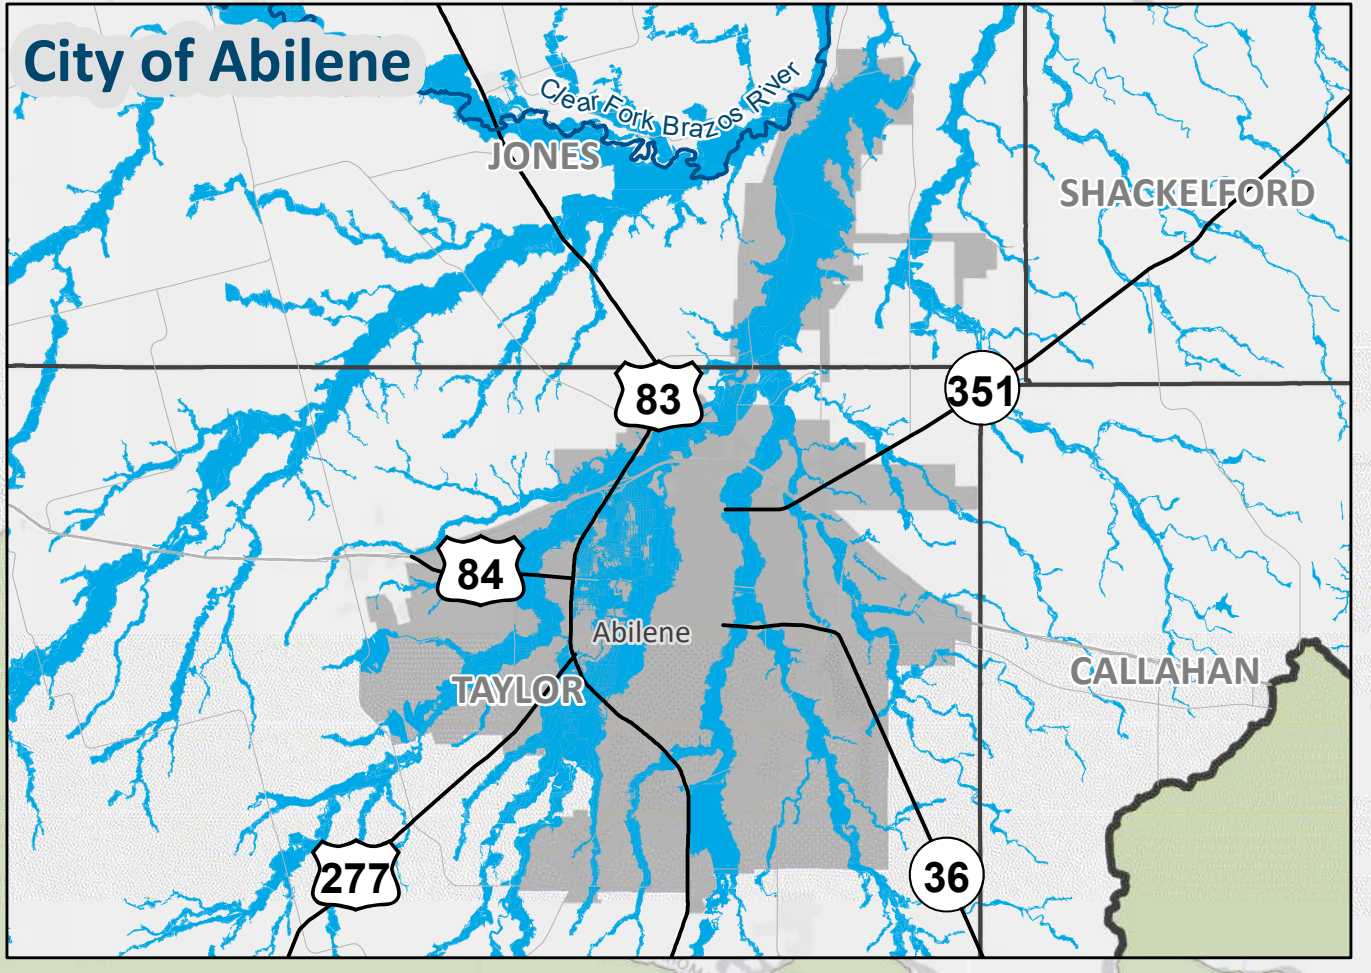 City of Abilene
Clear Fork Brazos River
JONES
SHACKELFORD
83
351
84
Abilene
TAYLOR
CALLAHAN
277
36